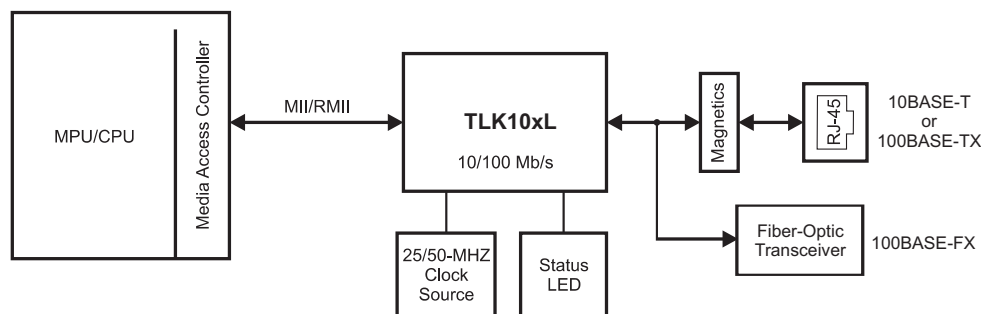 MPU/CPU
Media Access Controller
MII/RMII
TLK10xL
10/100 Mb/s
25/50-MHZ
Clock
Source
Status
LED
Magnetics
RJ-45
10BASE-T
or
100BASE-TX
Fiber-Optic
Transceiver
100BASE-FX